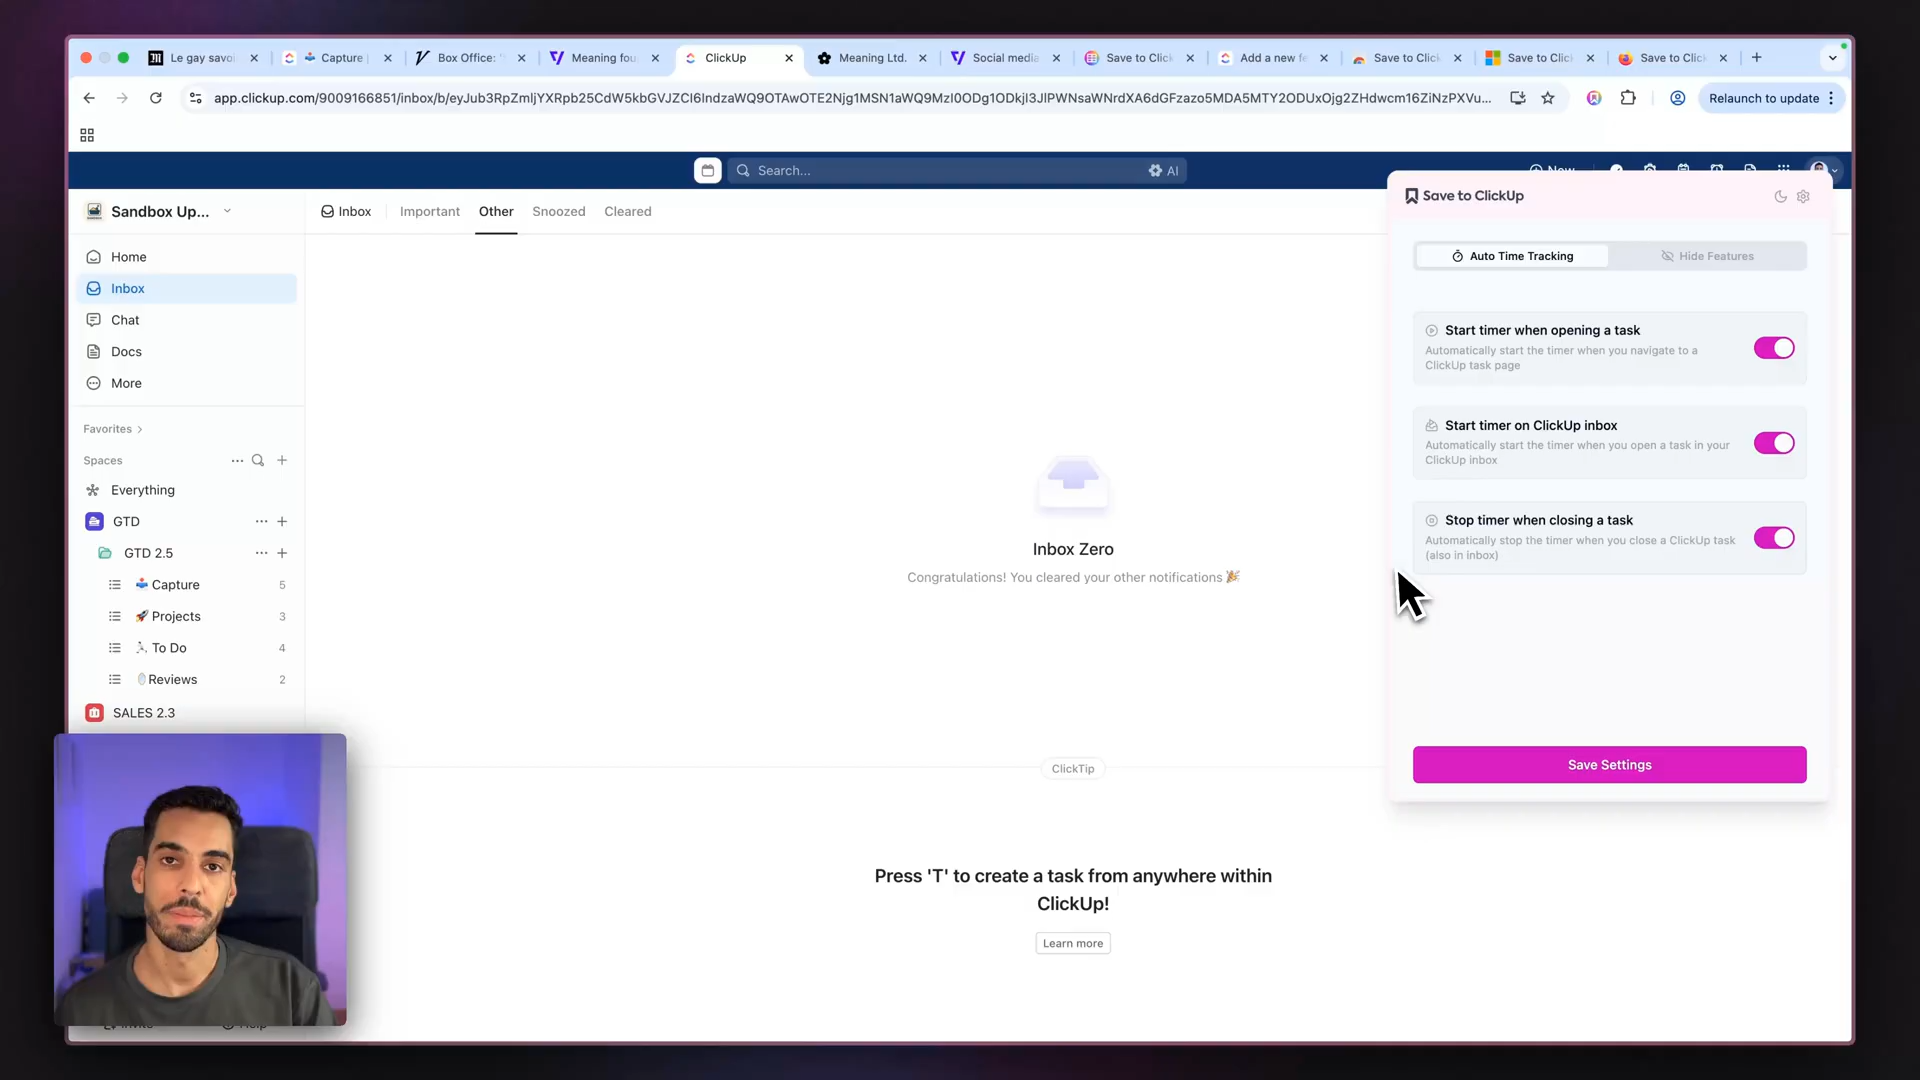 Le gay savoi
Capture
Box Office: '
Meaning fou
ClickUp
Meaning Ltd.
Social media
Save to Click
Add a new fe
Save to Click
Save to Click
Save to Click
Relaunch to update
Search...
AI
New
Sandbox Up...
Home
Inbox
Chat
Docs
More
Favorites
Spaces
Everything
GTD
GTD 2.5
Capture 5
Projects 3
To Do 4
Reviews 2
SALES 2.3
Inbox
Important
Other
Snoozed
Cleared
Inbox Zero
Congratulations! You cleared your other notifications 🎉
ClickTip
Press 'T' to create a task from anywhere within
ClickUp!
Learn more
Save to ClickUp
Auto Time Tracking
Hide Features
Start timer when opening a task
Automatically start the timer when you navigate to a
ClickUp task page
Start timer on ClickUp inbox
Automatically start the timer when you open a task in your
ClickUp inbox
Stop timer when closing a task
Automatically stop the timer when you close a ClickUp task
(also in inbox)
Save Settings